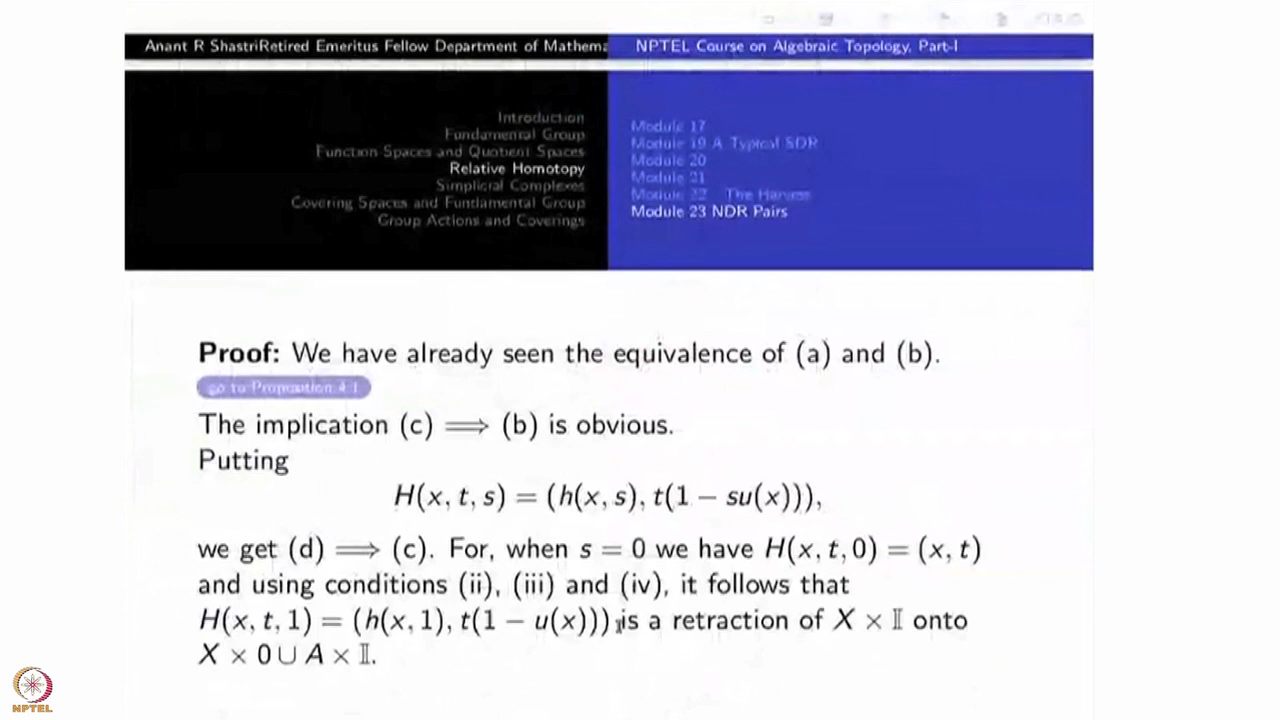 Anant R ShastriRetired Emeritus Fellow Department of Mathema
NPTEL Course on Algebraic Topology, Part-I
Introduction
Fundamental Group
Function Spaces and Quotient Spaces
Relative Homotopy
Simplicial Complexes
Covering Spaces and Fundamental Group
Group Actions and Coverings
Module 17
Module 19 A Typical SDR
Module 20
Module 21
Module 22 The Harvest
Module 23 NDR Pairs
Proof: We have already seen the equivalence of (a) and (b).
go to Proposition 4.1
The implication (c) ⟹ (b) is obvious.
Putting
H(x, t, s) = (h(x, s), t(1 − su(x))),
we get (d) ⟹ (c). For, when s = 0 we have H(x, t, 0) = (x, t)
and using conditions (ii), (iii) and (iv), it follows that
H(x, t, 1) = (h(x, 1), t(1 − u(x))) is a retraction of X × 𝕀 onto
X × 0 ∪ A × 𝕀.
NPTEL